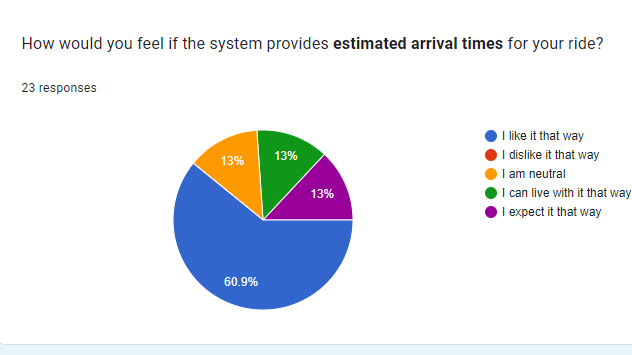 How would you feel if the system provides estimated arrival times for your ride?
23 responses
I like it that way
I dislike it that way
I am neutral
I can live with it that way
I expect it that way
13%
13%
13%
60.9%